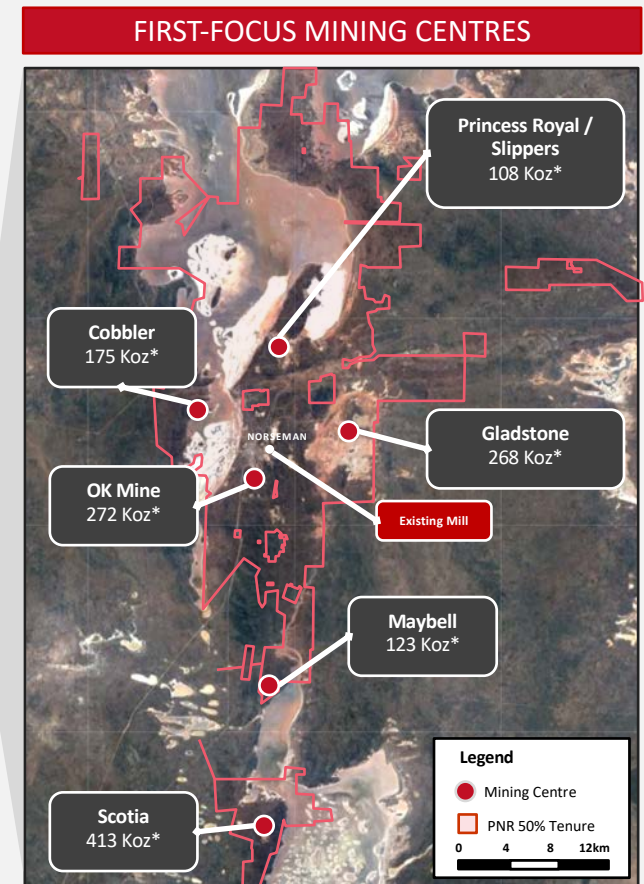 FIRST-FOCUS MINING CENTRES
Princess Royal /
Slippers
108 Koz*
Cobbler
175 Koz*
NORSEMAN
Gladstone
268 Koz*
OK Mine
272 Koz*
Existing Mill
Maybell
123 Koz*
Scotia
413 Koz*
Legend
Mining Centre
PNR 50% Tenure
0 4 8 12km